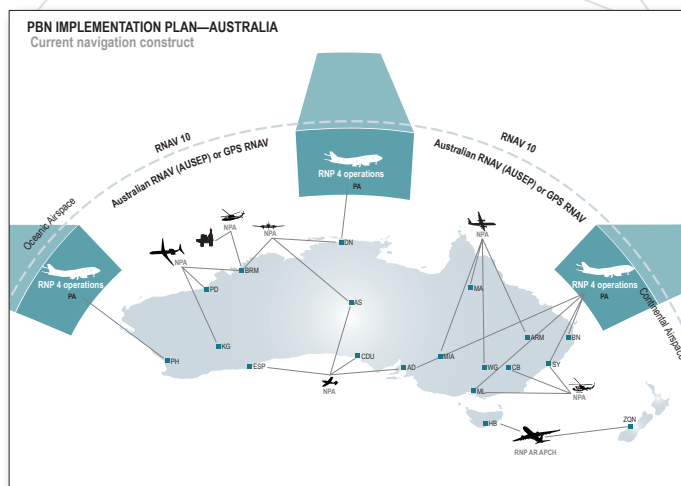 PBN IMPLEMENTATION PLAN—AUSTRALIA
Current navigation construct
RNAV 10
RNAV 10
Australian RNAV (AUSEP) or GPS RNAV
Australian RNAV (AUSEP) or GPS RNAV
RNP 4 operations
PA
Oceanic Airspace
RNP 4 operations
PA
RNP 4 operations
PA
Continental Airspace
NPA
NPA
NPA
NPA
DN
BRM
PD
MA
AS
KG
PH
ESP
CDU
AD
MIA
WG
ARM
CB
BN
SY
ML
NPA
NPA
HB
ZQN
RNP AR APCH